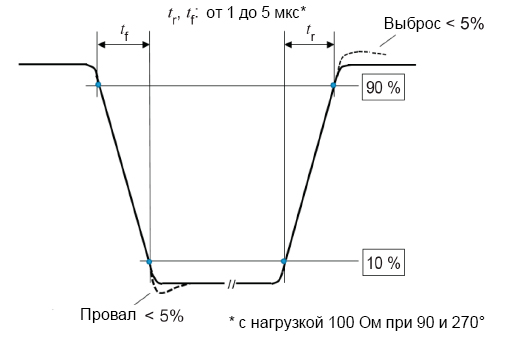 tr, tf: от 1 до 5 мкс*
Выброс < 5%
tf
tr
90 %
10 %
Провал < 5%
* с нагрузкой 100 Ом при 90 и 270°